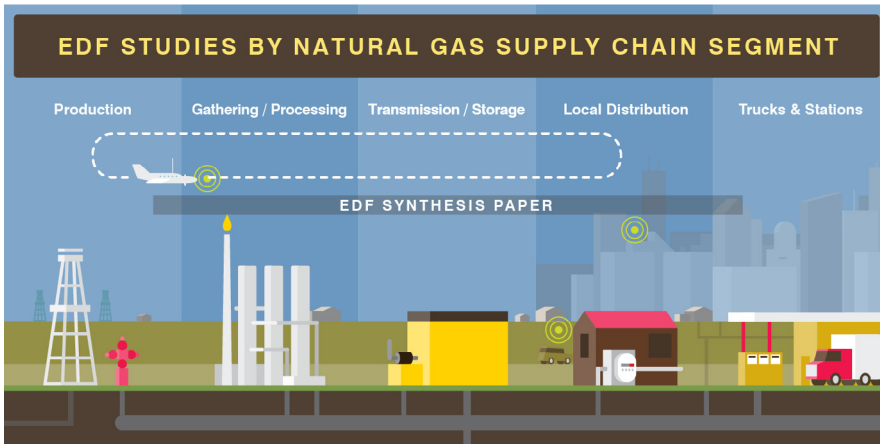 EDF STUDIES BY NATURAL GAS SUPPLY CHAIN SEGMENT
Production
Gathering / Processing
Transmission / Storage
Local Distribution
Trucks & Stations
EDF SYNTHESIS PAPER